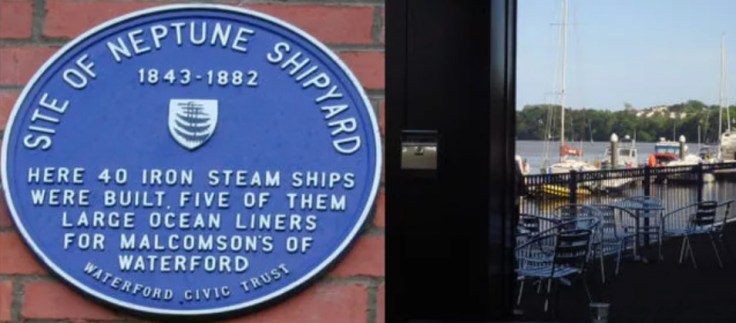 SITE OF NEPTUNE SHIPYARD
1843-1882
HERE 40 IRON STEAM SHIPS
WERE BUILT, FIVE OF THEM
LARGE OCEAN LINERS
FOR MALCOMSON'S OF
WATERFORD
WATERFORD CIVIC TRUST